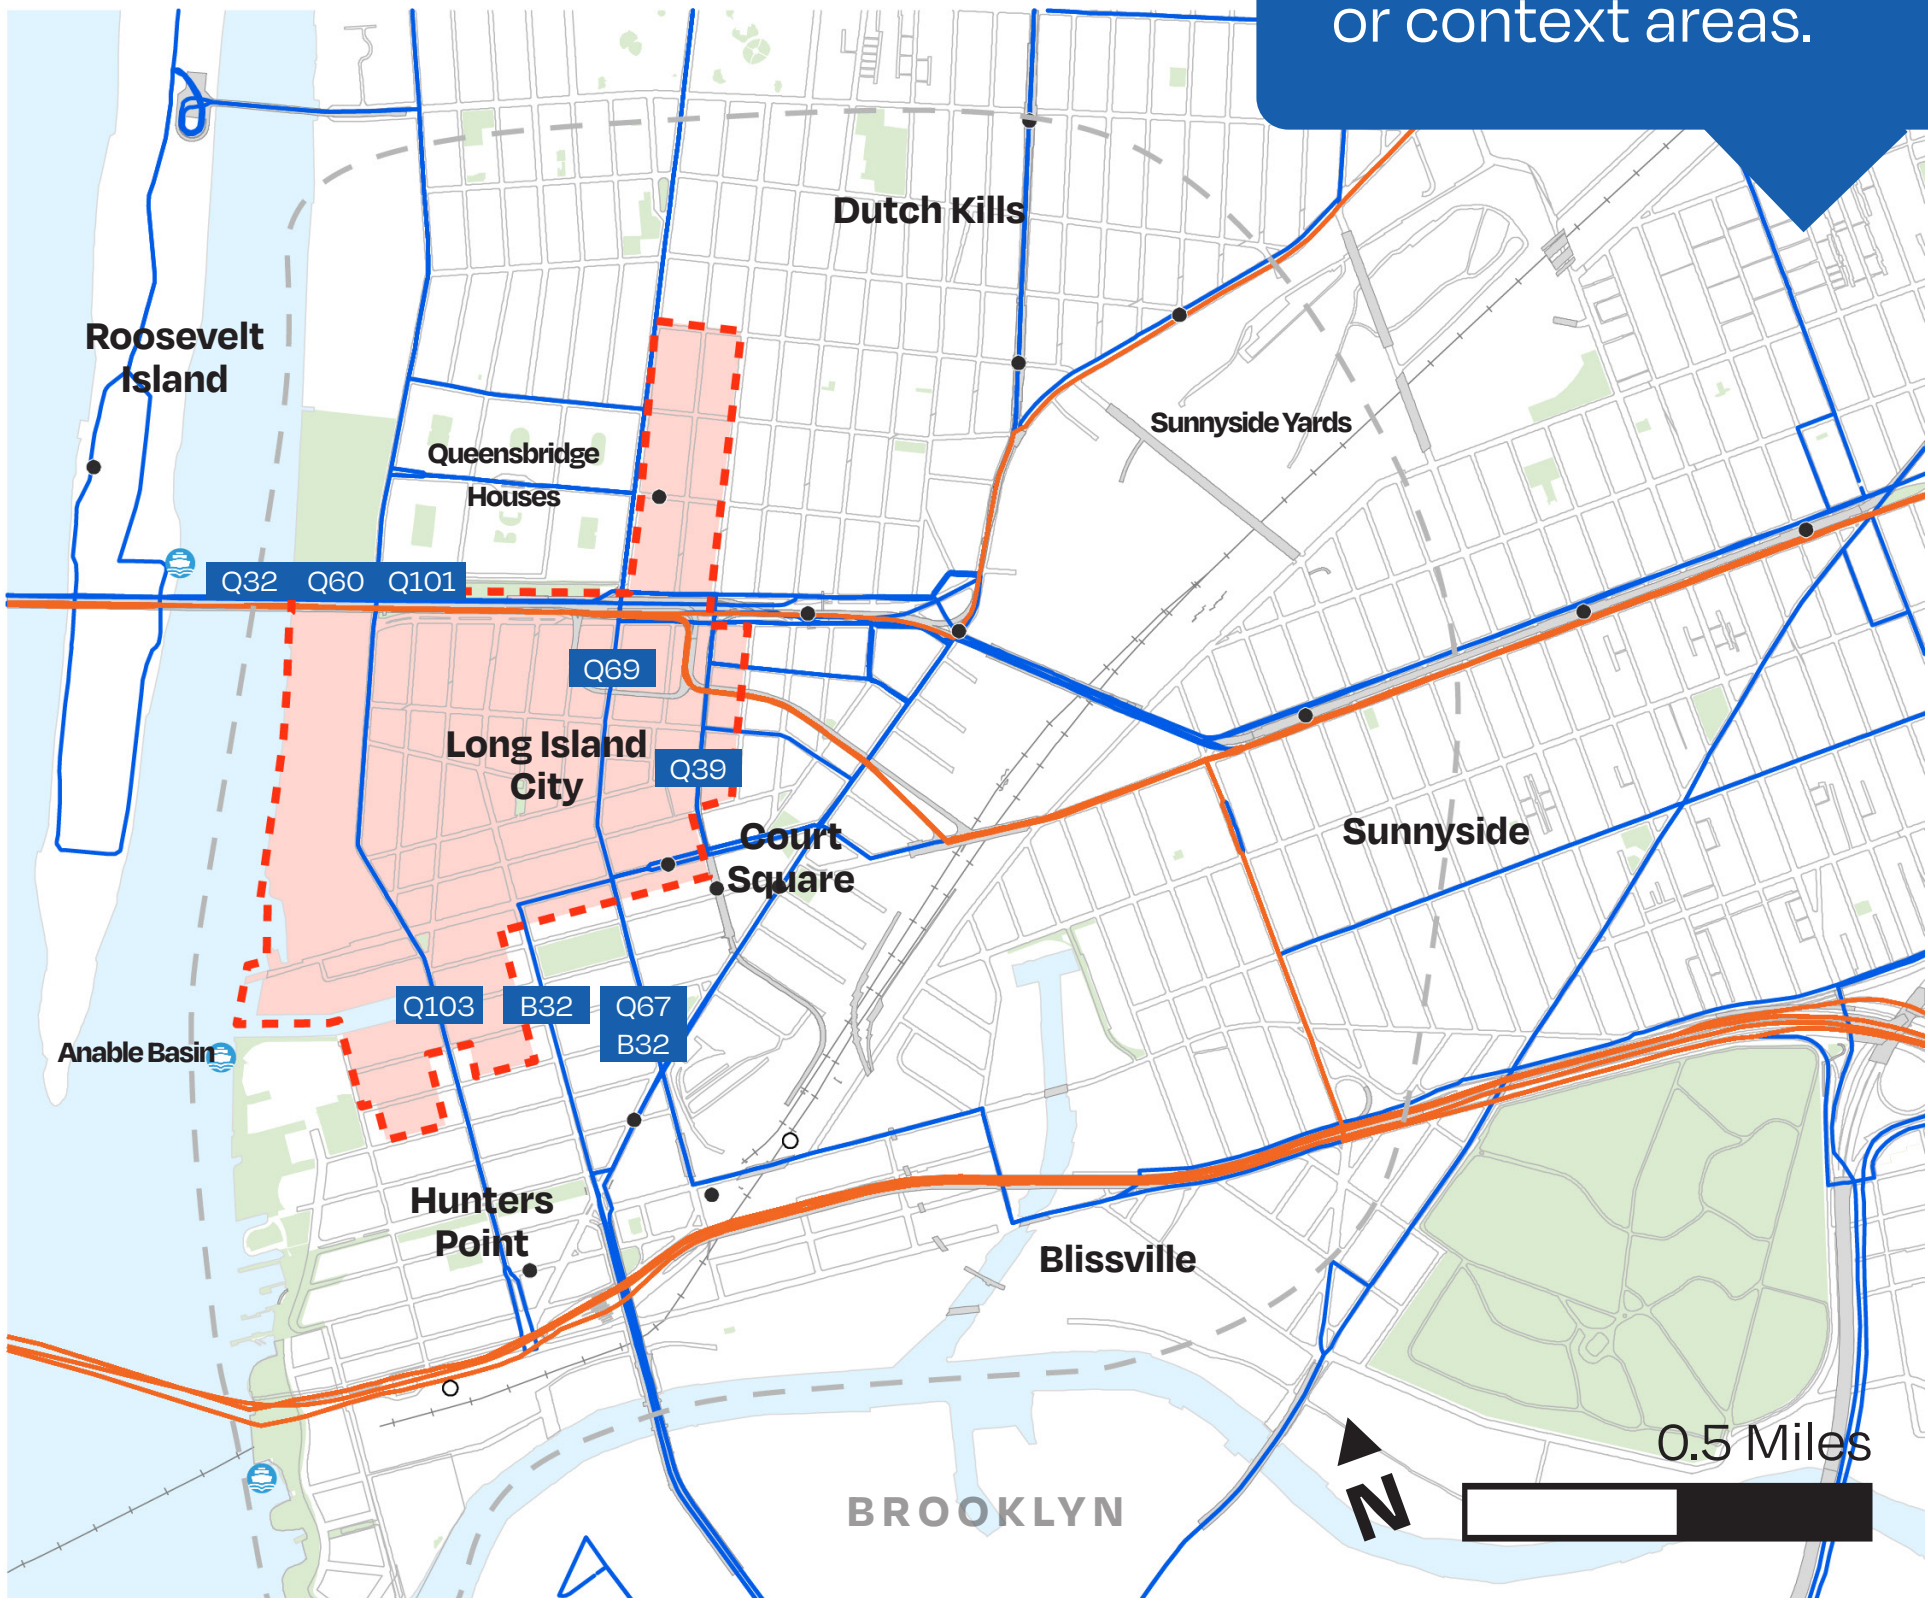 or context areas.
Dutch Kills
Roosevelt
Island
Sunnyside Yards
Queensbridge
Houses
Q32 Q60 Q101
Q69
Long Island
City
Q39
Court
Square
Sunnyside
Q103
B32
Q67
B32
Anable Basin
Hunters
Point
Blissville
0.5 Miles
N
BROOKLYN